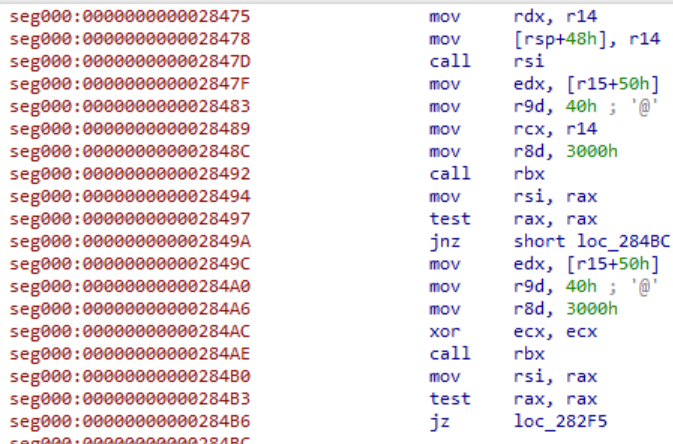 seg000:0000000000028475 mov rdx, r14
seg000:0000000000028478 mov [rsp+48h], r14
seg000:000000000002847D call rsi
seg000:000000000002847F mov edx, [r15+50h]
seg000:0000000000028483 mov r9d, 40h ; '@'
seg000:0000000000028489 mov rcx, r14
seg000:000000000002848C mov r8d, 3000h
seg000:0000000000028492 call rbx
seg000:0000000000028494 mov rsi, rax
seg000:0000000000028497 test rax, rax
seg000:000000000002849A jnz short loc_284BC
seg000:000000000002849C mov edx, [r15+50h]
seg000:00000000000284A0 mov r9d, 40h ; '@'
seg000:00000000000284A6 mov r8d, 3000h
seg000:00000000000284AC xor ecx, ecx
seg000:00000000000284AE call rbx
seg000:00000000000284B0 mov rsi, rax
seg000:00000000000284B3 test rax, rax
seg000:00000000000284B6 jz loc_282F5
seg000:00000000000284BC